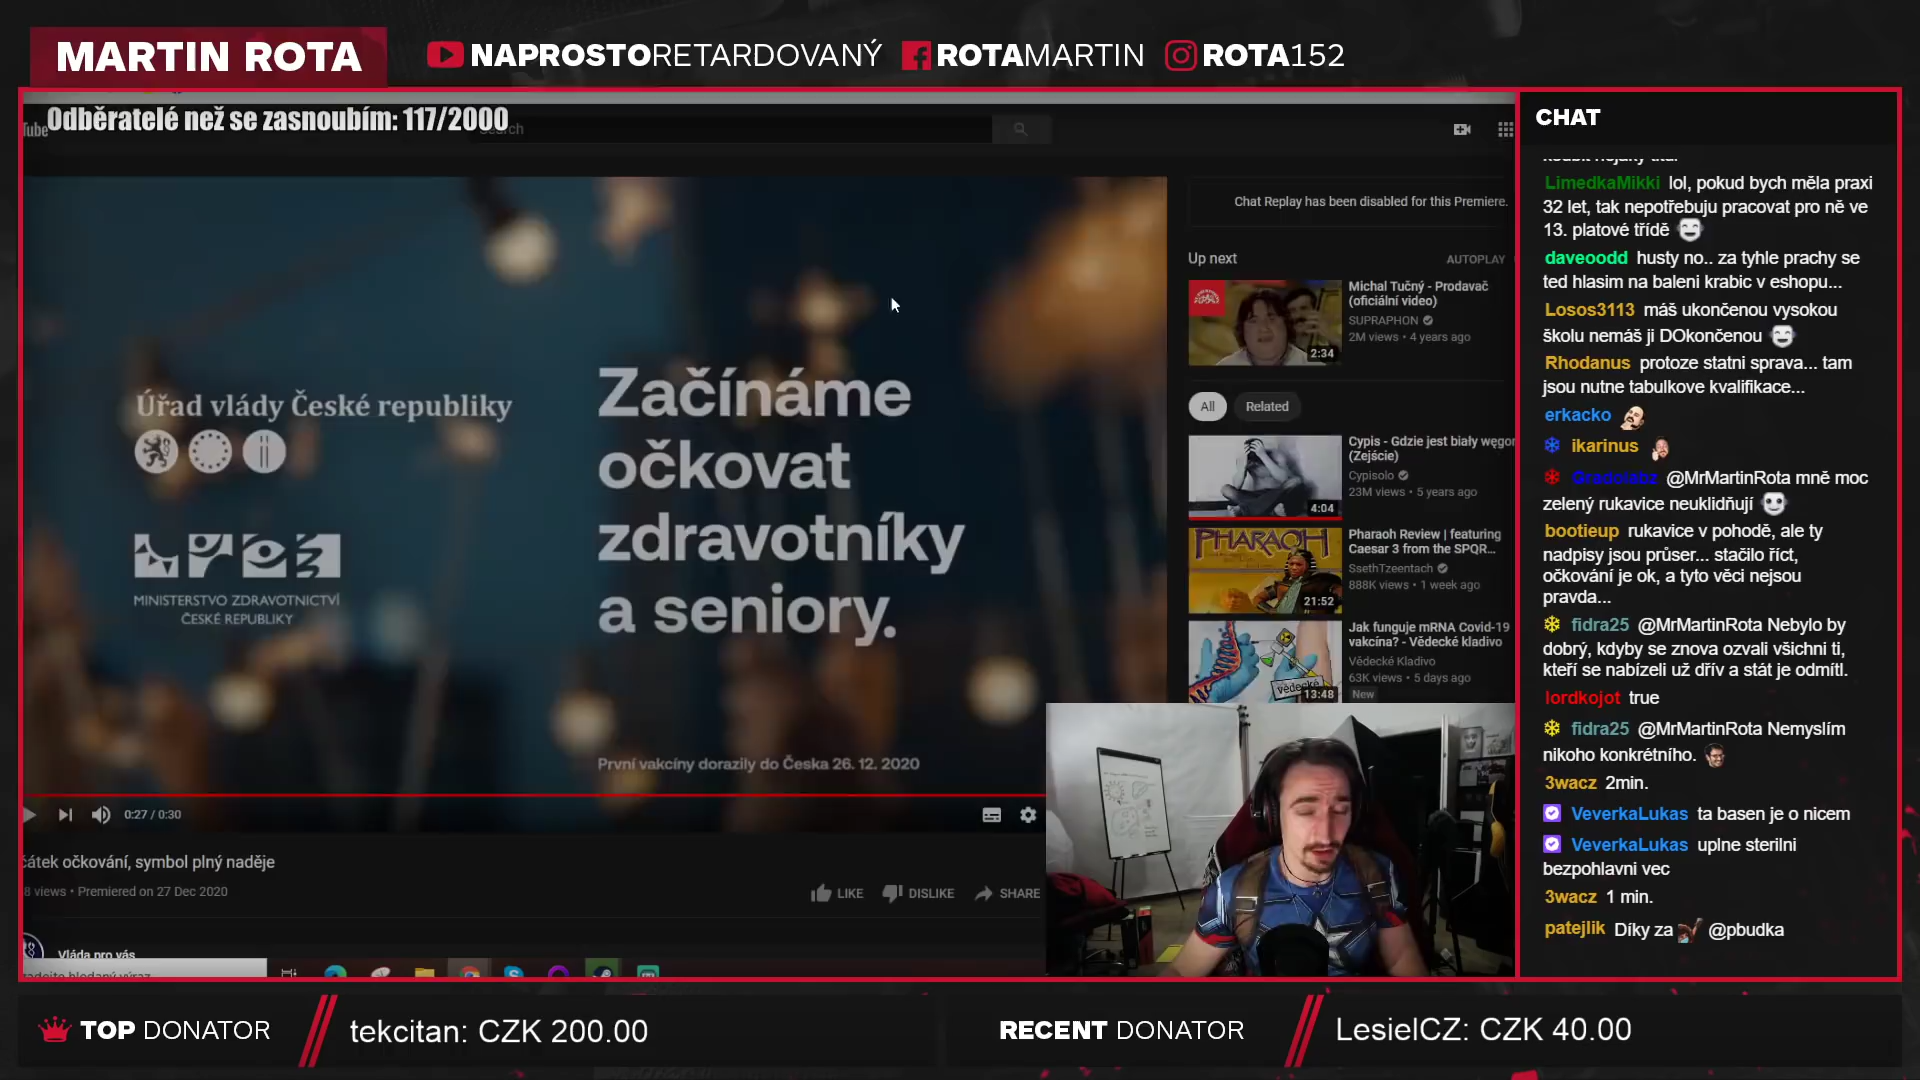 MARTIN ROTA
NAPROSTORETARDOVANÝ
ROTAMARTIN
ROTA152
Odběratelé než se zasnoubím: 117/2000
Tube
Search
Úřad vlády České republiky
MINISTERSTVO ZDRAVOTNICTVÍ
ČESKÉ REPUBLIKY
Začínáme
očkovat
zdravotníky
a seniory.
První vakcíny dorazily do Česka 26. 12. 2020
0:27 / 0:30
čátek očkování, symbol plný naděje
8 views • Premiered on 27 Dec 2020
LIKE
DISLIKE
SHARE
Vláda pro vás
zadejte hledaný výraz
Chat Replay has been disabled for this Premiere.
Up next
AUTOPLAY
Michal Tučný - Prodavač
(oficiální video)
SUPRAPHON
2M views • 4 years ago
2:34
All
Related
Cypis - Gdzie jest biały węgor
(Zejście)
Cypisolo
23M views • 5 years ago
4:04
PHARAOH
Pharaoh Review | featuring
Caesar 3 from the SPQR...
SsethTzeentach
888K views • 1 week ago
21:52
Jak funguje mRNA Covid-19
vakcína? - Vědecké kladivo
Vědecké Kladivo
63K views • 5 days ago
New
vědecké
13:48
CHAT
LimedkaMikki lol, pokud bych měla praxi
32 let, tak nepotřebuju pracovat pro ně ve
13. platové třídě
daveoodd husty no.. za tyhle prachy se
ted hlasim na baleni krabic v eshopu...
Losos3113 máš ukončenou vysokou
školu nemáš ji DOkončenou
Rhodanus protoze statni sprava... tam
jsou nutne tabulkove kvalifikace...
erkacko
ikarinus
Gradolabz @MrMartinRota mně moc
zelený rukavice neuklidňují
bootieup rukavice v pohodě, ale ty
nadpisy jsou průser... stačilo říct,
očkování je ok, a tyto věci nejsou
pravda...
fidra25 @MrMartinRota Nebylo by
dobrý, kdyby se znova ozvali všichni ti,
kteří se nabízeli už dřív a stát je odmítl.
lordkojot true
fidra25 @MrMartinRota Nemyslím
nikoho konkrétního.
3wacz 2min.
VeverkaLukas ta basen je o nicem
VeverkaLukas uplne sterilni
bezpohlavni vec
3wacz 1 min.
patejlik Díky za @pbudka
TOP DONATOR
tekcitan: CZK 200.00
RECENT DONATOR
LesielCZ: CZK 40.00